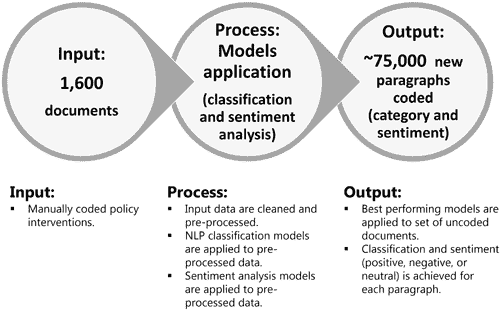 Input:
1,600
documents
Process:
Models
application
(classification
and sentiment
analysis)
Output:
~75,000 new
paragraphs
coded
(category and
sentiment)
Input:
▪ Manually coded policy
interventions.
Process:
▪ Input data are cleaned and
pre-processed.
▪ NLP classification models
are applied to pre-
processed data.
▪ Sentiment analysis models
are applied to pre-
processed data.
Output:
▪ Best performing models are
applied to set of uncoded
documents.
▪ Classification and sentiment
(positive, negative, or
neutral) is achieved for
each paragraph.